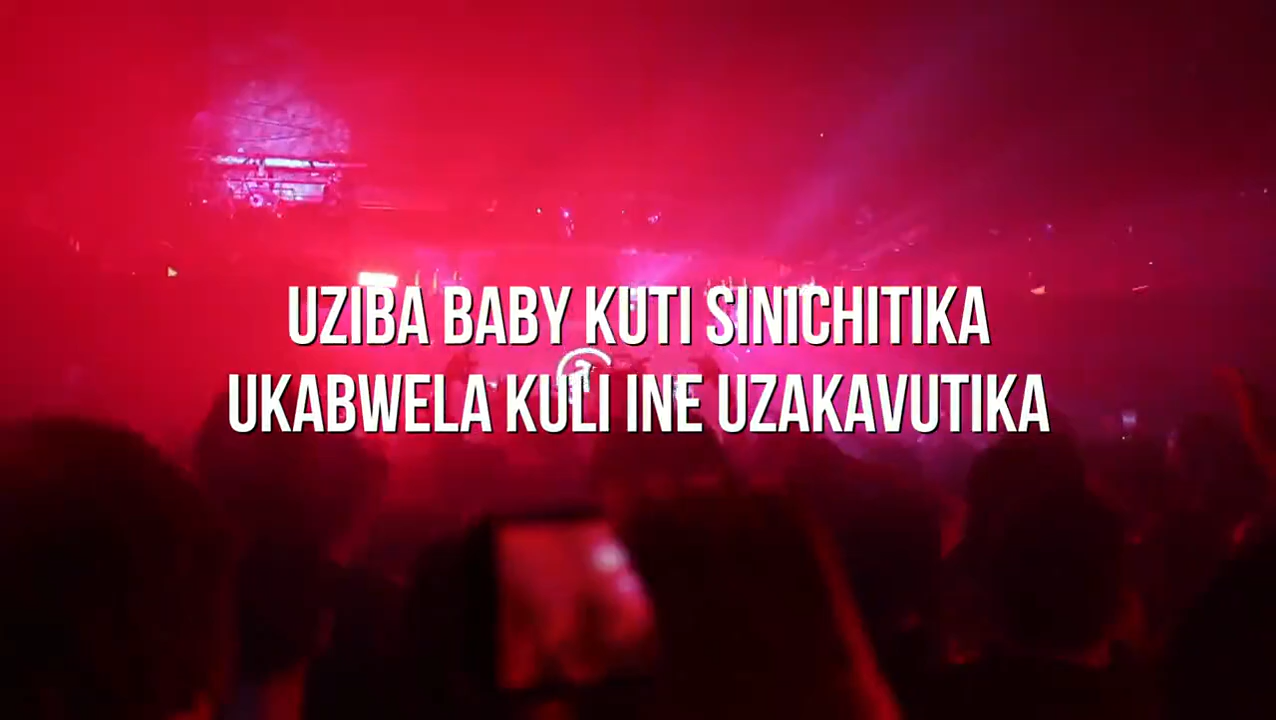 UZIBA BABY KUTI SINICHITIKA
UKABWELA KULI INE UZAKAVUTIKA